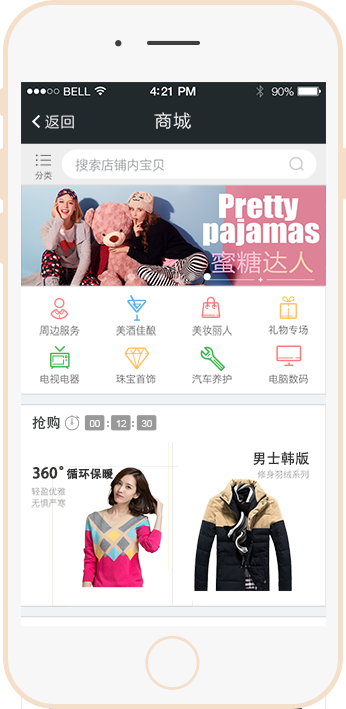 BELL 4:21 PM 90%
返回 商城
分类 搜索店铺内宝贝
Pretty
pajamas
蜜糖达人
周边服务 美酒佳酿 美妆丽人 礼物专场
电视电器 珠宝首饰 汽车养护 电脑数码
抢购 00:12:30
360°循环保暖
轻盈优雅
无惧严寒
男士韩版
修身羽绒系列